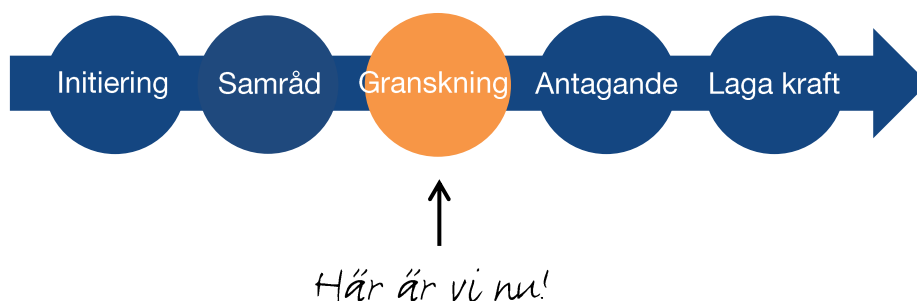 Initiering Samråd Granskning Antagande Laga kraft
Här är vi nu!